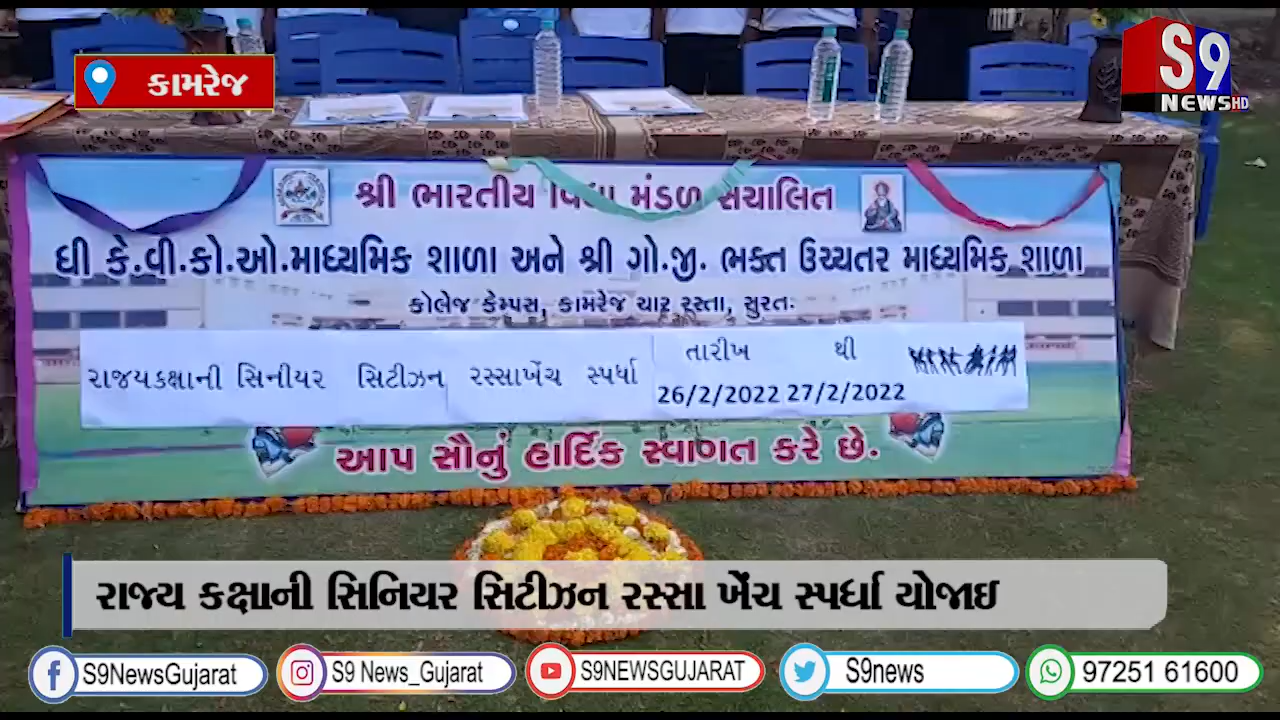 કામરેજ
S9
NEWS HD
શ્રી ભારતીય વિદ્યા મંડળ સંચાલિત
ધી કે.વી.કો.ઓ.માધ્યમિક શાળા અને શ્રી ગો.જી. ભક્ત ઉચ્ચતર માધ્યમિક શાળા
કોલેજ કેમ્પસ, કામરેજ ચાર રસ્તા, સુરત.
રાજયકક્ષાની સિનીયર સિટીઝન રસ્સાખેંચ સ્પર્ધા તારીખ થી
26/2/2022 27/2/2022
આપ સૌનું હાર્દિક સ્વાગત કરે છે.
રાજ્ય કક્ષાની સિનિયર સિટીઝન રસ્સા ખેંચ સ્પર્ધા યોજાઇ
S9NewsGujarat S9 News_Gujarat S9NEWSGUJARAT S9news 97251 61600